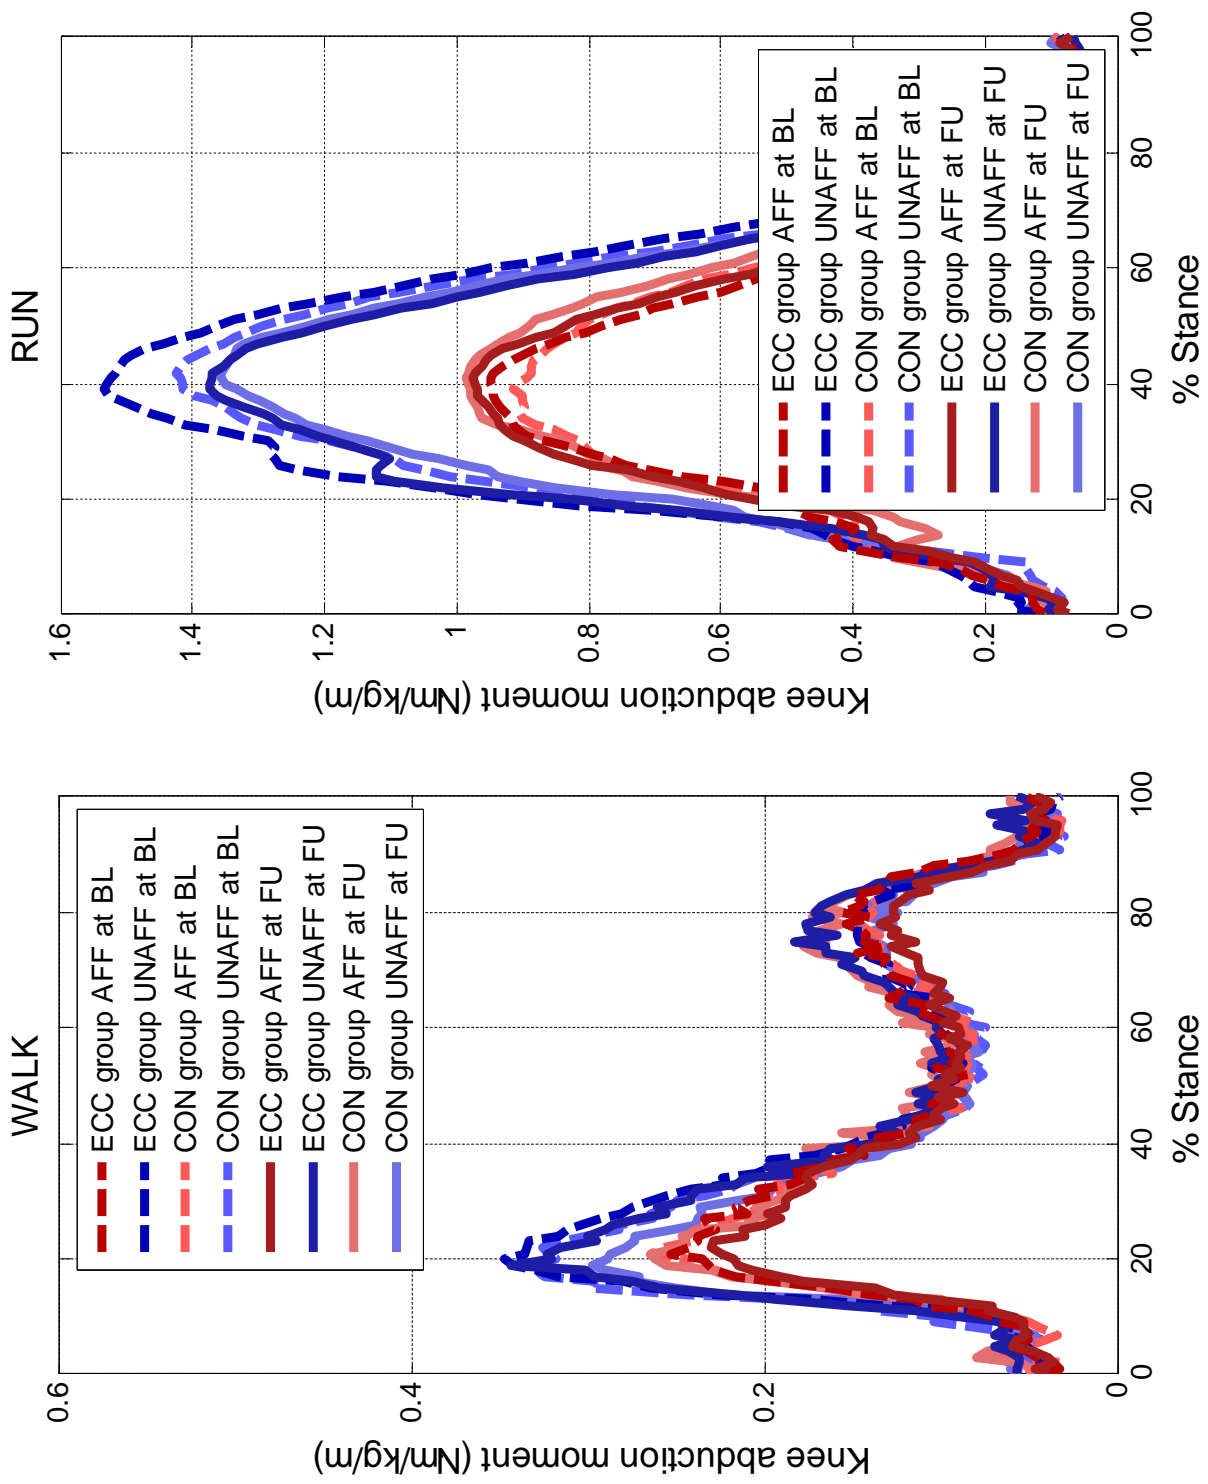 WALK
0.6
0.4
0.2
0
Knee abduction moment (Nm/kg/m)
0
20
40
60
80
100
% Stance
ECC group AFF at BL
ECC group UNAFF at BL
CON group AFF at BL
CON group UNAFF at BL
ECC group AFF at FU
ECC group UNAFF at FU
CON group AFF at FU
CON group UNAFF at FU
RUN
1.6
1.4
1.2
1
0.8
0.6
0.4
0.2
0
Knee abduction moment (Nm/kg/m)
0
20
40
60
80
100
% Stance
ECC group AFF at BL
ECC group UNAFF at BL
CON group AFF at BL
CON group UNAFF at BL
ECC group AFF at FU
ECC group UNAFF at FU
CON group AFF at FU
CON group UNAFF at FU